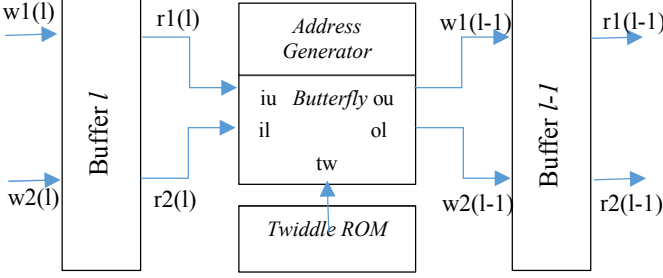 w1(l)
r1(l)
Address
Generator
w1(l-1)
r1(l-1)
Buffer l
iu Butterfly ou
il ol
tw
Buffer l-1
w2(l)
r2(l)
w2(l-1)
r2(l-1)
Twiddle ROM